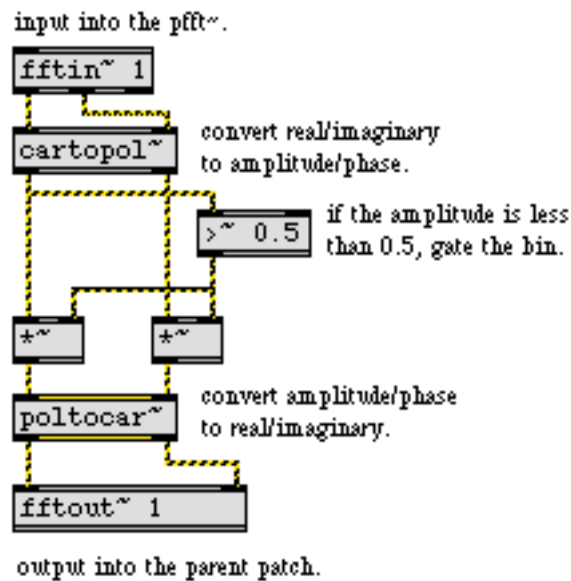 input into the pfft~.
fftin~ 1
cartopol~
convert real/imaginary
to amplitude/phase.
>~ 0.5
if the amplitude is less
than 0.5, gate the bin.
*~
*~
poltocar~
convert amplitude/phase
to real/imaginary.
fftout~ 1
output into the parent patch.